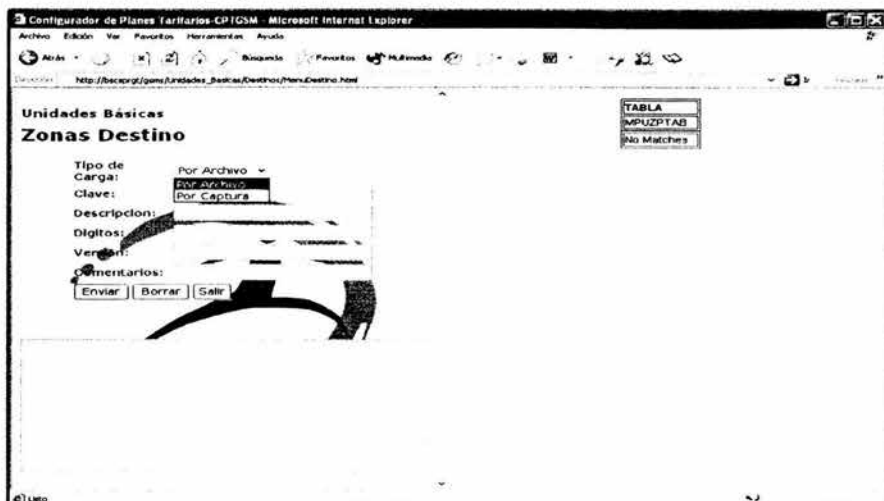 Configurador de Planes Tarifarios-CPTGSM - Microsoft Internet Explorer
Archivo Edición Ver Favoritos Herramientas Ayuda
Atrás Búsqueda Favoritos Multimedia
Unidades Básicas
Zonas Destino
TABLA
MPUZPTAB
No Matches
Tipo de
Carga:
Por Archivo
Por Archivo
Por Captura
Clave:
Descripcion:
Digitos:
Versión:
Comentarios:
Enviar Borrar Salir
Listo